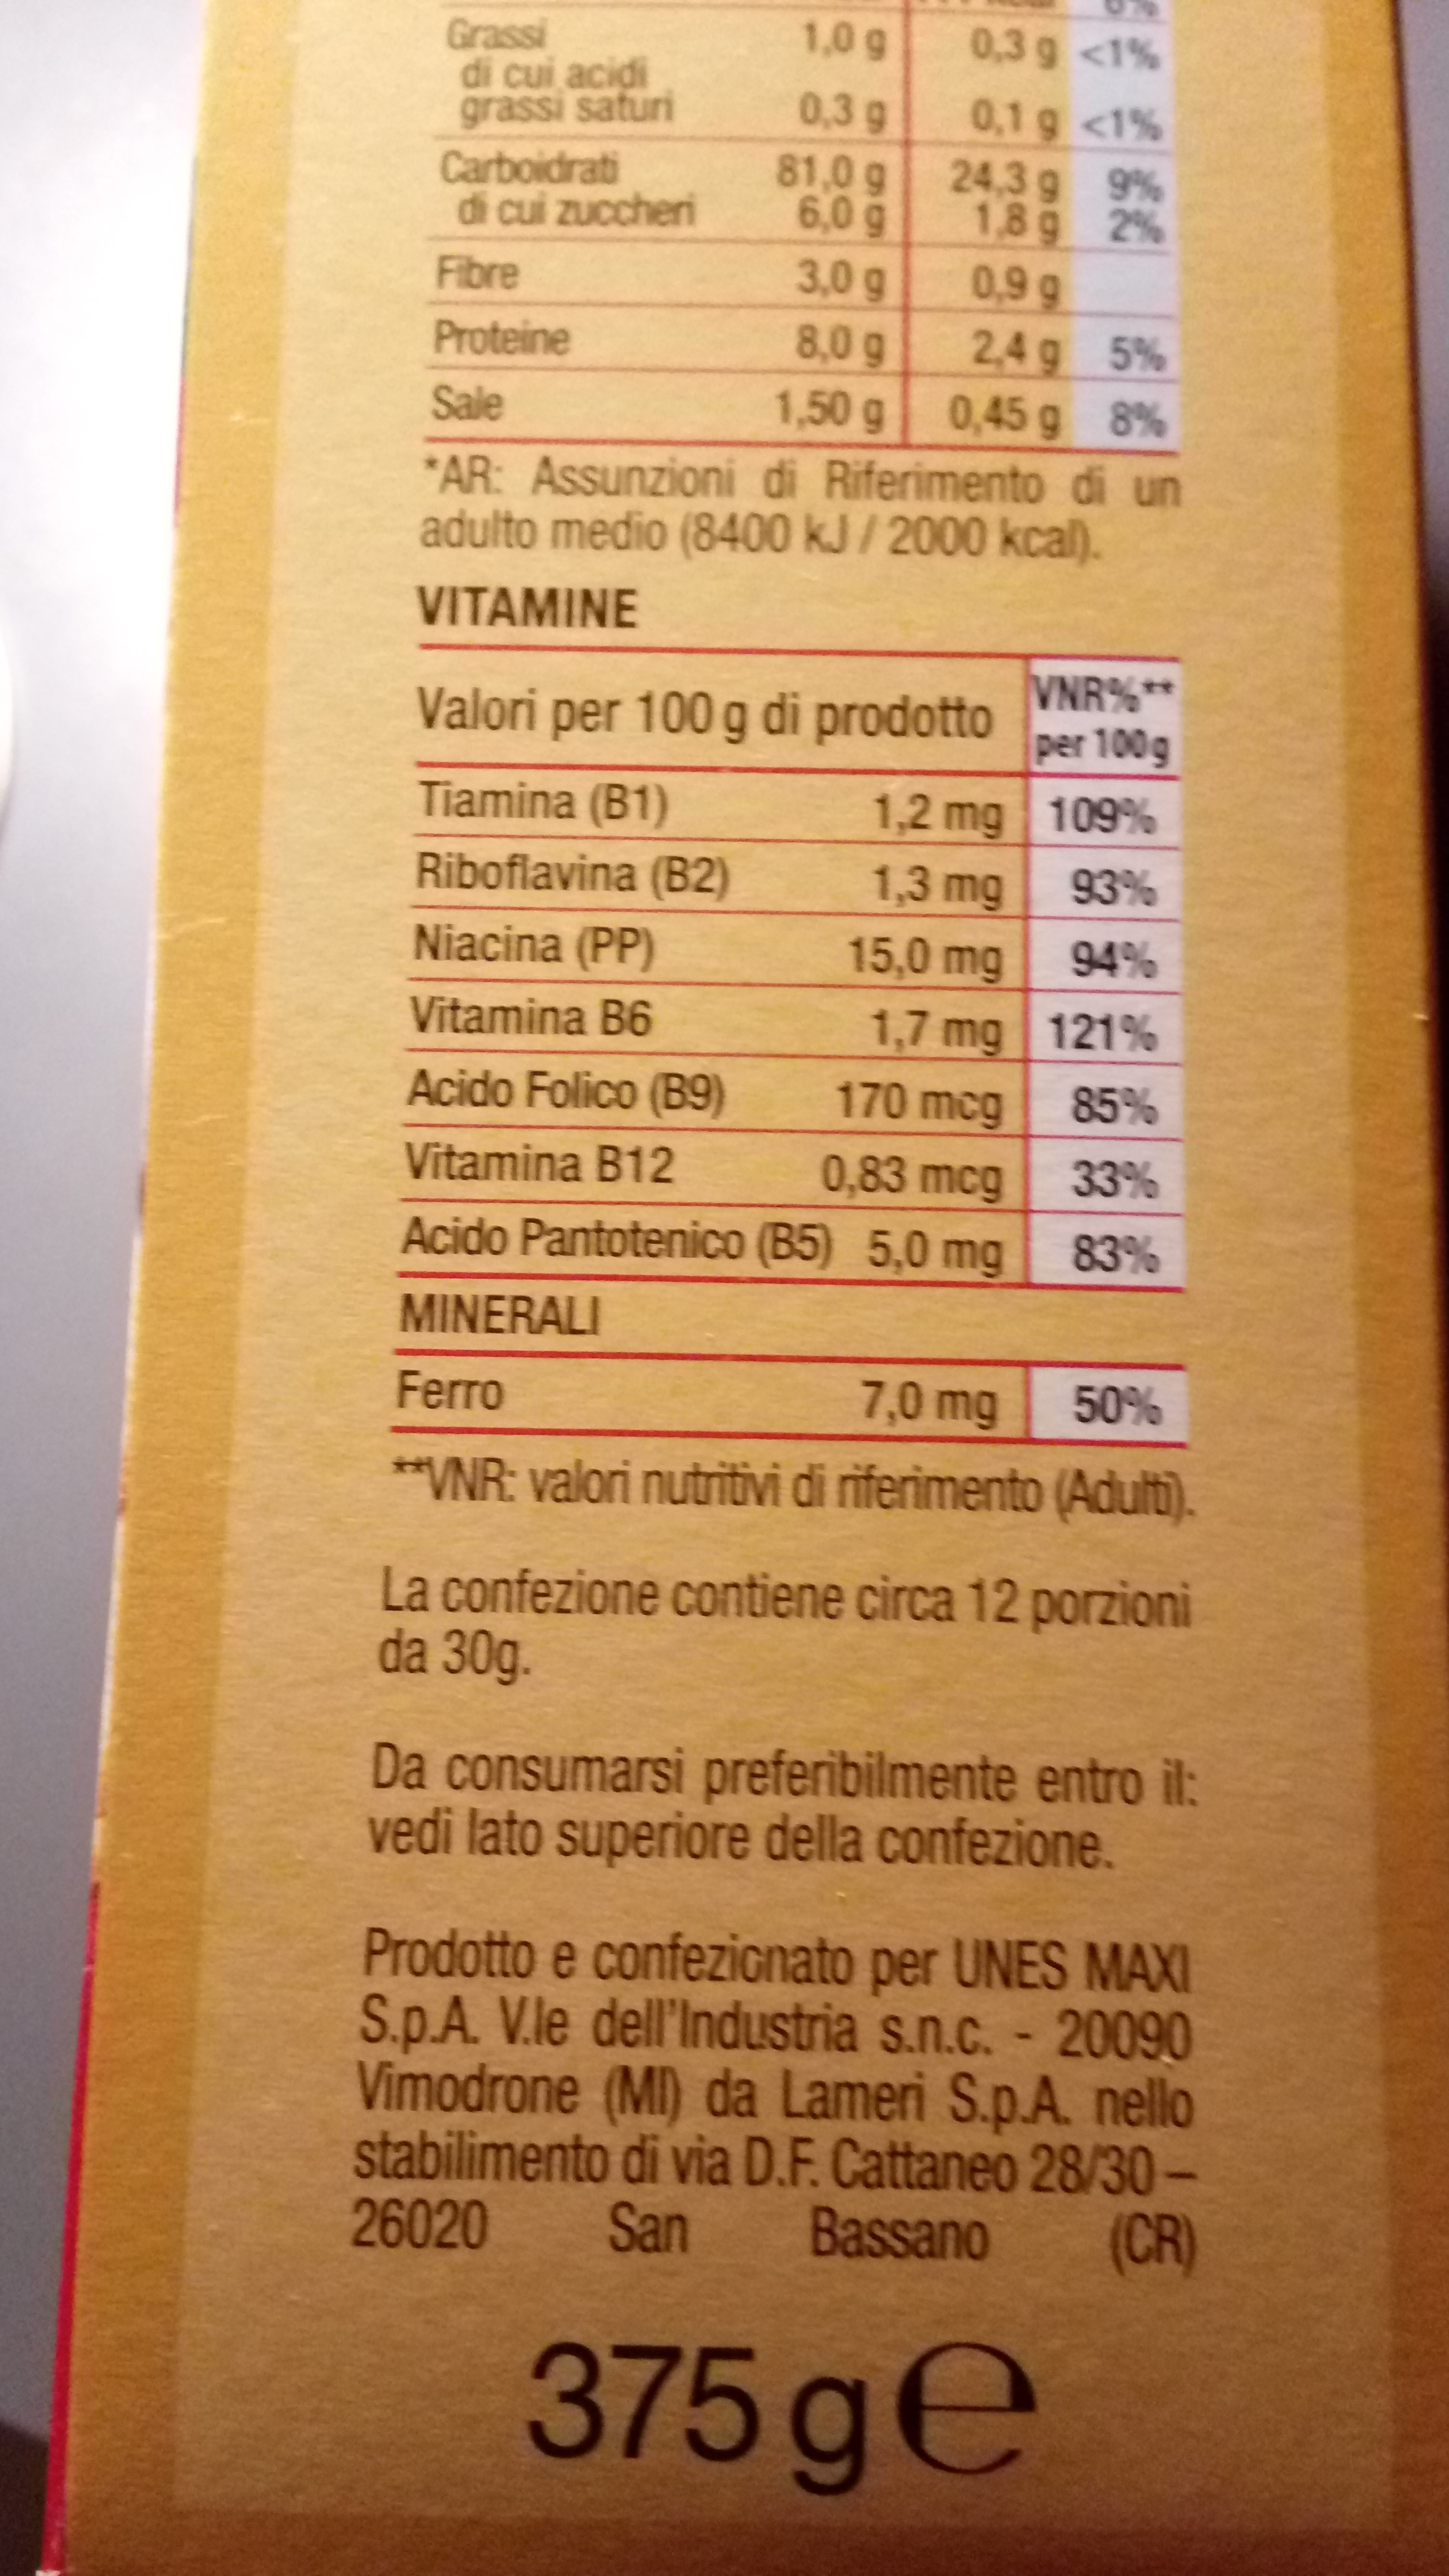 Grassi 1,0 g 0,3 g <1%
di cui acidi
grassi saturi 0,3 g 0,1 g <1%
Carboidrati 81,0 g 24,3 g 9%
di cui zuccheri 6,0 g 1,8 g 2%
Fibre 3,0 g 0,9 g
Proteine 8,0 g 2,4 g 5%
Sale 1,50 g 0,45 g 8%
*AR: Assunzioni di Riferimento di un
adulto medio (8400 kJ / 2000 kcal).
VITAMINE
Valori per 100 g di prodotto VNR%**
per 100g
Tiamina (B1) 1,2 mg 109%
Riboflavina (B2) 1,3 mg 93%
Niacina (PP) 15,0 mg 94%
Vitamina B6 1,7 mg 121%
Acido Folico (B9) 170 mcg 85%
Vitamina B12 0,83 mcg 33%
Acido Pantotenico (B5) 5,0 mg 83%
MINERALI
Ferro 7,0 mg 50%
**VNR: valori nutritivi di riferimento (Adulti).
La confezione contiene circa 12 porzioni
da 30g.
Da consumarsi preferibilmente entro il:
vedi lato superiore della confezione.
Prodotto e confezionato per UNES MAXI
S.p.A. V.le dell'Industria s.n.c. - 20090
Vimodrone (MI) da Lameri S.p.A. nello
stabilimento di via D.F. Cattaneo 28/30 –
26020 San Bassano (CR)
375 g e